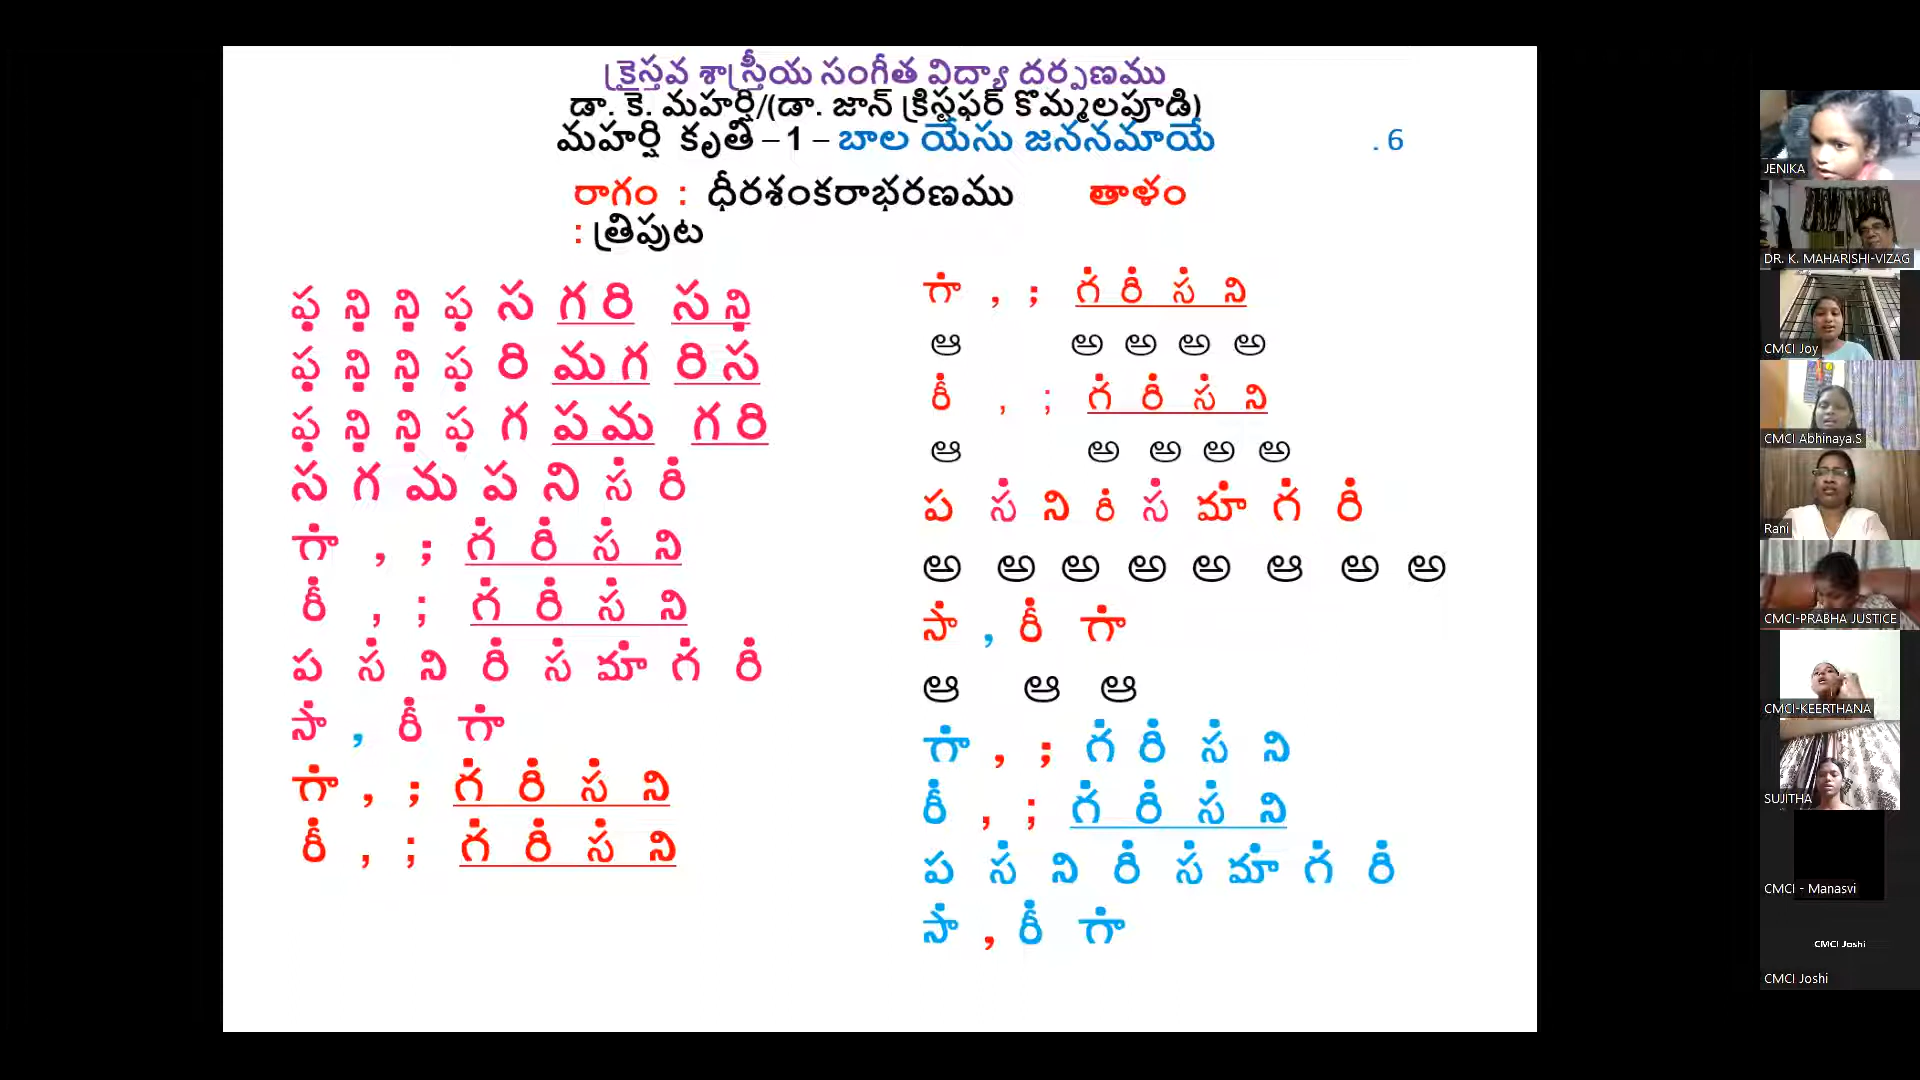 క్రైస్తవ శాస్త్రీయ సంగీత విద్యా దర్పణము
డా. కె. మహర్షి/(డా. జాన్ క్రిస్టఫర్ కొమ్మలపూడి)
మహర్షి కృతి – 1 – బాల యేసు జననమాయే .6
రాగం : ధీరశంకరాభరణము తాళం
: త్రిపుట
ప̣ ని̣ ని̣ ప̣ స గ రి స ని̣
ప̣ ని̣ ని̣ ప̣ రి మ గ రి స
ప̣ ని̣ ని̣ ప̣ గ ప మ గ రి
స గ మ ప ని స̇ రి̇
గా̇ , ; గ̇ రి̇ స̇ ని
రీ̇ , ; గ̇ రి̇ స̇ ని
ప స̇ ని రి̇ స̇ మా̇ గ̇ రి̇
సా̇ , రీ̇ గా̇
గా̇ , ; గ̇ రి̇ స̇ ని
రీ̇ , ; గ̇ రి̇ స̇ ని
గా̇ , ; గ̇ రి̇ స̇ ని
ఆ అ అ అ అ
రీ̇ , ; గ̇ రి̇ స̇ ని
ఆ అ అ అ అ
ప స̇ ని రి̇ స̇ మా̇ గ̇ రి̇
అ అ అ అ అ ఆ అ అ
సా̇ , రీ̇ గా̇
ఆ ఆ ఆ
గా̇ , ; గ̇ రి̇ స̇ ని
రీ̇ , ; గ̇ రి̇ స̇ ని
ప స̇ ని రి̇ స̇ మా̇ గ̇ రి̇
సా̇ , రీ̇ గా̇
JENIKA
DR. K. MAHARISHI-VIZAG
CMCI Joy
CMCI Abhinaya.S
Rani
CMCI-PRABHA JUSTICE
CMCI-KEERTHANA
SUJITHA
CMCI - Manasvi
CMCI Joshi
CMCI Joshi